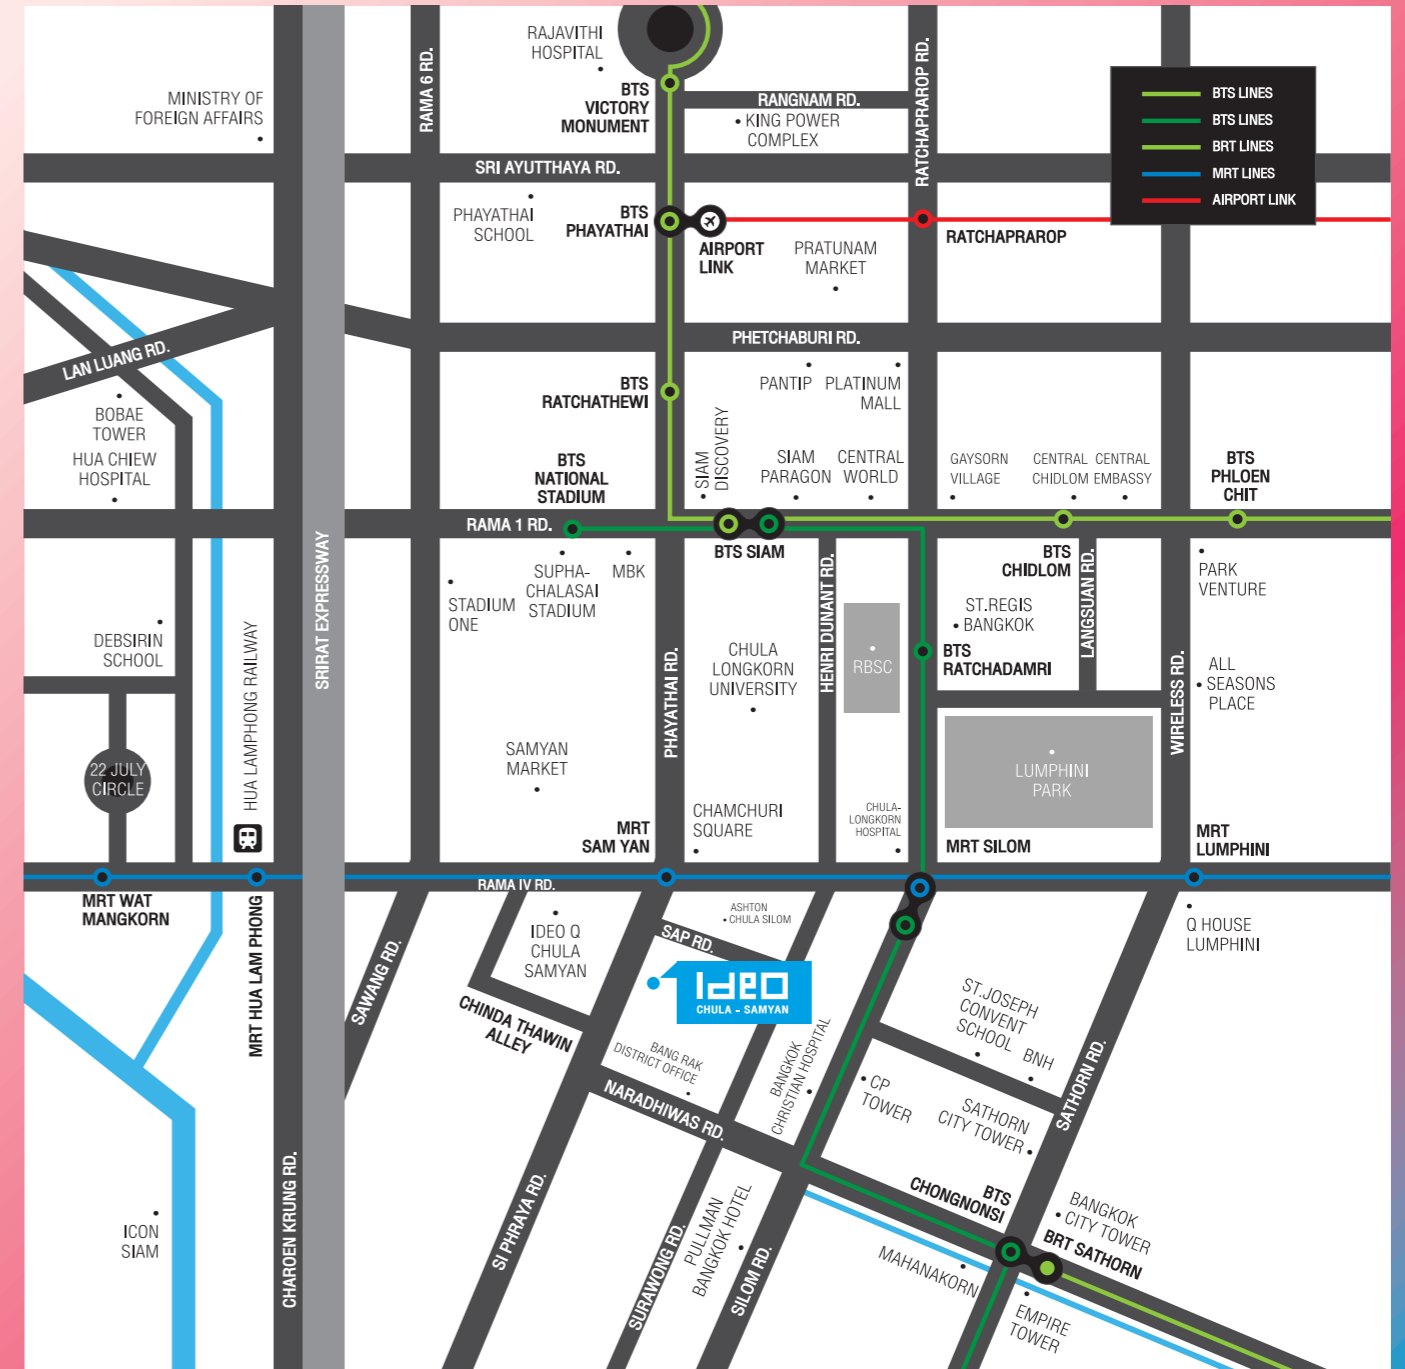 RAJAVITHI
HOSPITAL
RAMA 6 RD.
RATCHAPRAROP RD.
MINISTRY OF
FOREIGN AFFAIRS
BTS
VICTORY
MONUMENT
RANGNAM RD.
KING POWER
COMPLEX
BTS LINES
BTS LINES
BRT LINES
MRT LINES
AIRPORT LINK
SRI AYUTTHAYA RD.
PHAYATHAI
SCHOOL
BTS
PHAYATHAI
AIRPORT
LINK
PRATUNAM
MARKET
RATCHAPRAROP
PHETCHABURI RD.
LAN LUANG RD.
BOBAE
TOWER
HUA CHIEW
HOSPITAL
BTS
RATCHATHEWI
PANTIP
PLATINUM
MALL
BTS
NATIONAL
STADIUM
SIAM
DISCOVERY
SIAM
PARAGON
CENTRAL
WORLD
GAYSORN
VILLAGE
CENTRAL
CHIDLOM
CENTRAL
EMBASSY
BTS
PHLOEN
CHIT
RAMA 1 RD.
BTS SIAM
BTS
CHIDLOM
STADIUM
ONE
SUPHA-
CHALASAI
STADIUM
MBK
HENRI DUNANT RD.
LANGSUAN RD.
PARK
VENTURE
ST.REGIS
BANGKOK
DEBSIRIN
SCHOOL
HUA LAMPHONG RAILWAY
SRIRAT EXPRESSWAY
PHAYATHAI RD.
CHULA
LONGKORN
UNIVERSITY
RBSC
BTS
RATCHADAMRI
WIRELESS RD.
ALL
SEASONS
PLACE
22 JULY
CIRCLE
SAMYAN
MARKET
LUMPHINI
PARK
MRT
SAM YAN
CHAMCHURI
SQUARE
CHULA-
LONGKORN
HOSPITAL
MRT SILOM
MRT
LUMPHINI
MRT WAT
MANGKORN
MRT HUA LAM PHONG
RAMA IV RD.
SAWANG RD.
IDEO Q
CHULA
SAMYAN
ASHTON
CHULA SILOM
SAP RD.
Q HOUSE
LUMPHINI
ideo
CHULA - SAMYAN
CHINDA THAWIN
ALLEY
BANG RAK
DISTRICT OFFICE
BANGKOK
CHRISTIAN HOSPITAL
ST.JOSEPH
CONVENT
SCHOOL
BNH
NARADHIWAS RD.
CP
TOWER
SATHORN
CITY TOWER
SATHORN RD.
CHAROEN KRUNG RD.
SI PHRAYA RD.
SURAWONG RD.
PULLMAN
BANGKOK HOTEL
SILOM RD.
BTS
CHONGNONSI
BANGKOK
CITY TOWER
BRT SATHORN
MAHANAKORN
EMPIRE
TOWER
ICON
SIAM